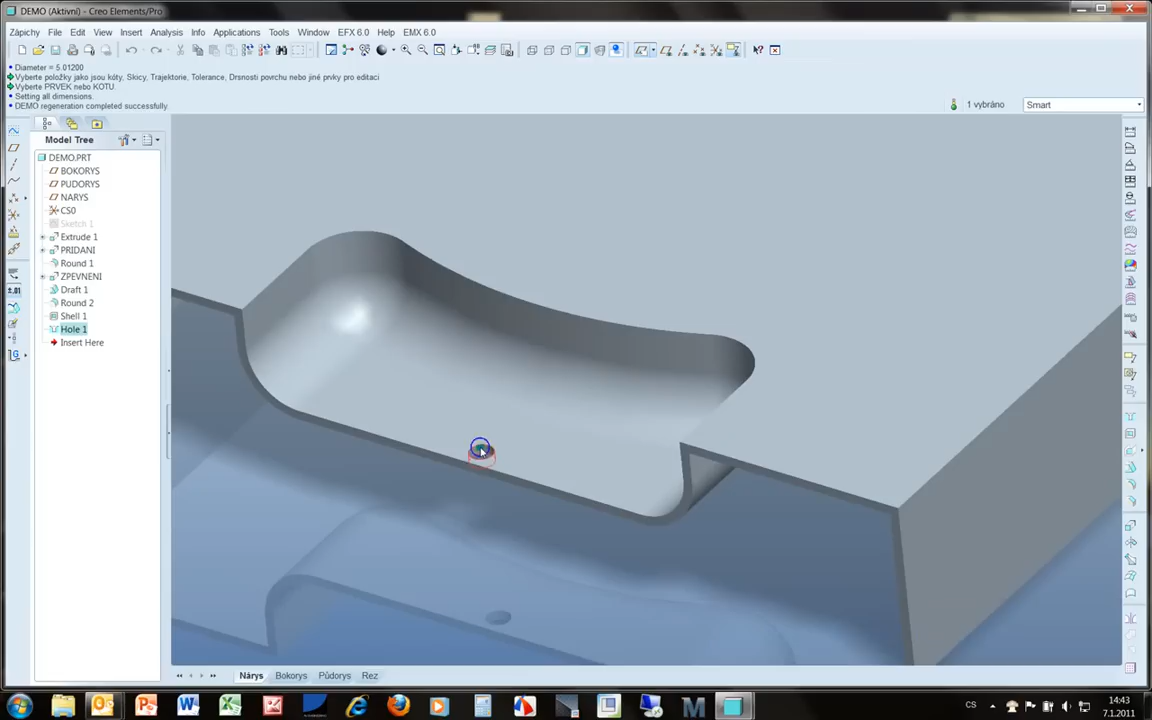 DEMO (Aktivní) - Creo Elements/Pro
Zápichy File Edit View Insert Analysis Info Applications Tools Window EFX 6.0 Help EMX 6.0
Diameter = 5.01200
Vyberte položky jako jsou kóty, Skicy, Trajektorie, Tolerance, Drsnosti povrchu nebo jiné prvky pro editaci
Vyberte PRVEK nebo KOTU.
Setting all dimensions.
DEMO regeneration completed successfully.
1 vybráno
Smart
Model Tree
DEMO.PRT
BOKORYS
PUDORYS
NARYS
CS0
Sketch 1
Extrude 1
PRIDANI
Round 1
ZPEVNENI
Draft 1
Round 2
Shell 1
Hole 1
Insert Here
Nárys Bokorys Půdorys Rez
CS
14:43
7.1.2011